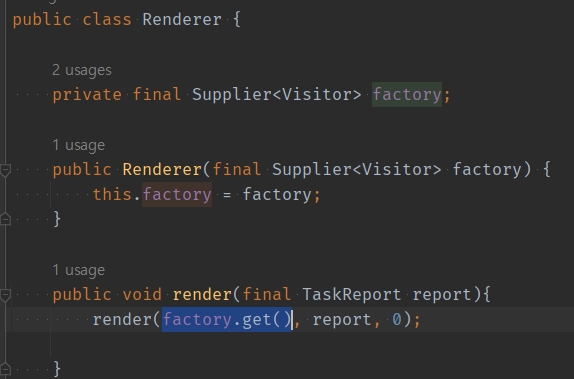 public class Renderer {
2 usages
private final Supplier<Visitor> factory;
1 usage
public Renderer(final Supplier<Visitor> factory) {
this.factory = factory;
}
1 usage
public void render(final TaskReport report){
render(factory.get(), report, 0);
}